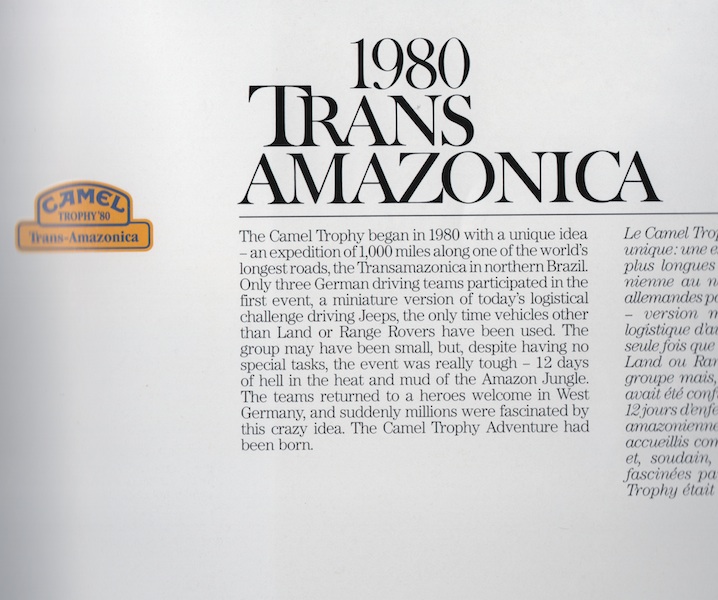 1980
TRANS
AMAZONICA
CAMEL
TROPHY '80
Trans-Amazonica
The Camel Trophy began in 1980 with a unique idea
– an expedition of 1,000 miles along one of the world's
longest roads, the Transamazonica in northern Brazil.
Only three German driving teams participated in the
first event, a miniature version of today's logistical
challenge driving Jeeps, the only time vehicles other
than Land or Range Rovers have been used. The
group may have been small, but, despite having no
special tasks, the event was really tough – 12 days
of hell in the heat and mud of the Amazon Jungle.
The teams returned to a heroes welcome in West
Germany, and suddenly millions were fascinated by
this crazy idea. The Camel Trophy Adventure had
been born.
Le Camel
unique: une
plus longues
nienne au
allemandes
– version
logistique
seule fois que
Land ou
groupe mais,
avait été
12 jours
amazonienne
accueillis
et, soudain,
fascinées
Trophy était